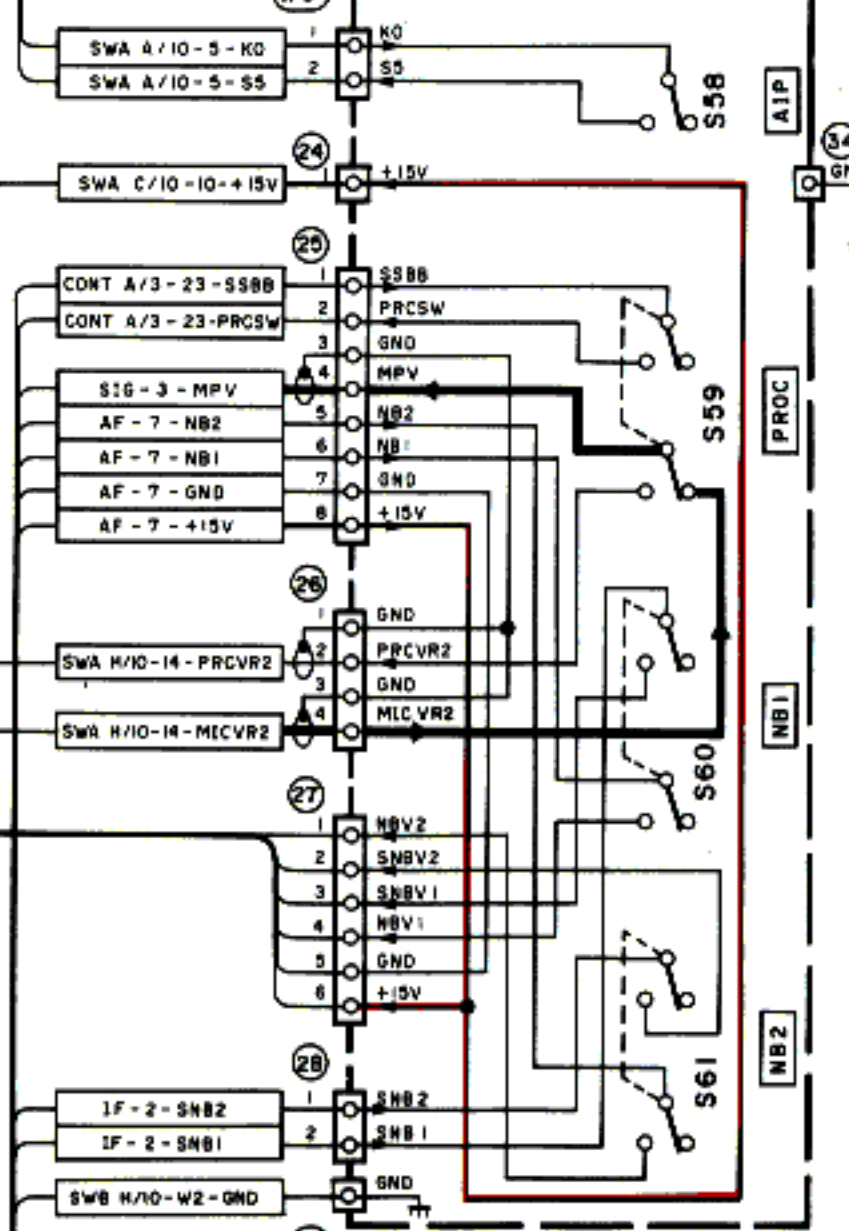 1 K0
SWA A/10-5-K0
2 S5
SWA A/10-5-S5
S58
AIP
34
24
SWA C/10-10-+15V
1 +15V
25
CONT A/3-23-SSBB
1 SSBB
CONT A/3-23-PRCSW
2 PRCSW
3 GND
SIG-3-MPV
4 MPV
AF-7-NB2
5 NB2
AF-7-NB1
6 NB1
AF-7-GND
7 GND
AF-7-+15V
8 +15V
S59
PROC
26
1 GND
SWA H/10-14-PRCVR2
2 PRCVR2
3 GND
SWA H/10-14-MICVR2
4 MICVR2
S60
NB1
27
1 NBV2
2 SNBV2
3 SNBV1
4 NBV1
5 GND
6 +15V
S61
NB2
28
IF-2-SNB2
1 SNB2
IF-2-SNB1
2 SNB1
SWB H/10-W2-GND
GND